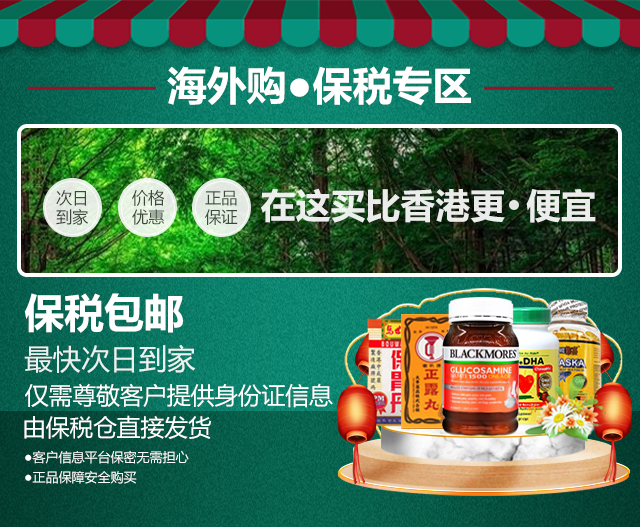 海外购●保税专区
次日
到家
价格
优惠
正品
保证
在这买比香港更·便宜
保税包邮
最快次日到家
仅需尊敬客户提供身份证信息
由保税仓直接发货
●客户信息平台保密无需担心
●正品保障安全购买
正露丸
BLACKMORES
GLUCOSAMINE
1500
+DHA
ASKA